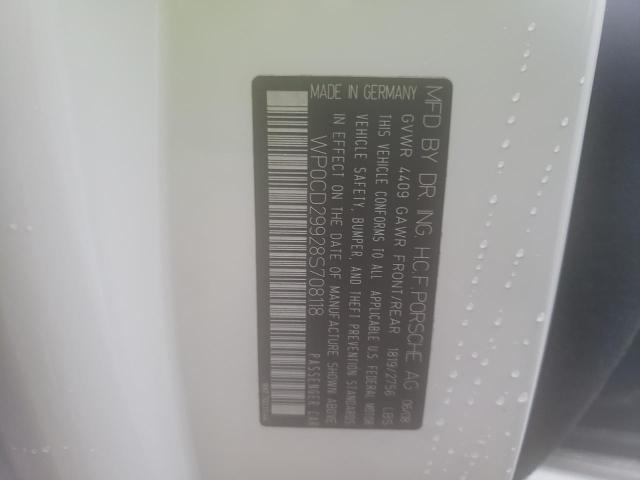 MFD BY DR. ING. H.C.F. PORSCHE AG 06/08
GVWR 4409 GAWR FRONT/REAR 1819/2756 LBS
THIS VEHICLE CONFORMS TO ALL APPLICABLE U.S. FEDERAL MOTOR
VEHICLE SAFETY, BUMPER, AND THEFT PREVENTION STANDARDS
IN EFFECT ON THE DATE OF MANUFACTURE SHOWN ABOVE
WP0CD29928S708118 PASSENGER CAR
MADE IN GERMANY